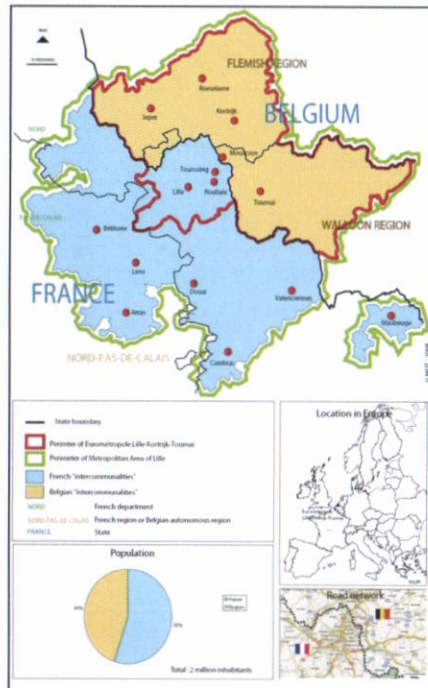 FLEMISH REGION
Roeselare
BELGIUM
Ieper
Kortrijk
NORD
Mouscron
Tourcoing
Lille
Roubaix
Tournai
WALLOON REGION
Béthune
Lens
FRANCE
Douai
Valenciennes
Arras
Maubeuge
NORD-PAS-DE-CALAIS
Cambrai
State boundary
Perimeter of Eurométropole Lille-Kortrijk-Tournai
Perimeter of Metropolitan Area of Lille
French "intercommunalities"
Belgian "intercommunalities"
NORD French department
NORD-PAS-DE-CALAIS French region or Belgian autonomous region
FRANCE State
Location in Europe
Population
Total : 2 million inhabitants
Road network